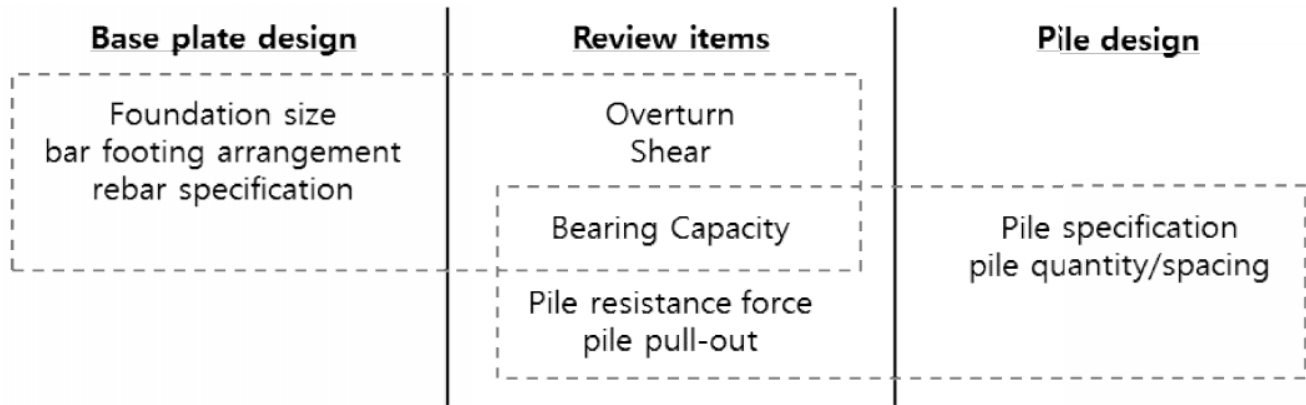 Base plate design
Review items
Pile design
Foundation size
bar footing arrangement
rebar specification
Overturn
Shear
Bearing Capacity
Pile resistance force
pile pull-out
Pile specification
pile quantity/spacing